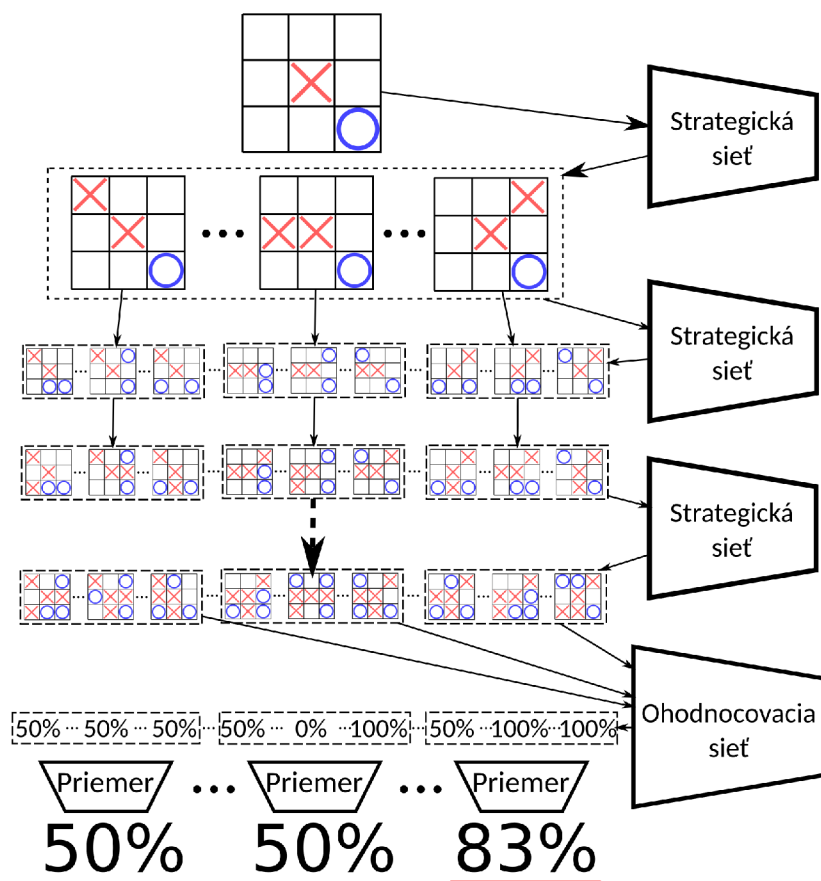 Strategická
sieť
Strategická
sieť
Strategická
sieť
Ohodnocovacia
sieť
50% ... 50% ... 50% ... 50% ... 0% ... 100% ... 50% ... 100% ... 100%
Priemer ... Priemer ... Priemer
50% 50% 83%